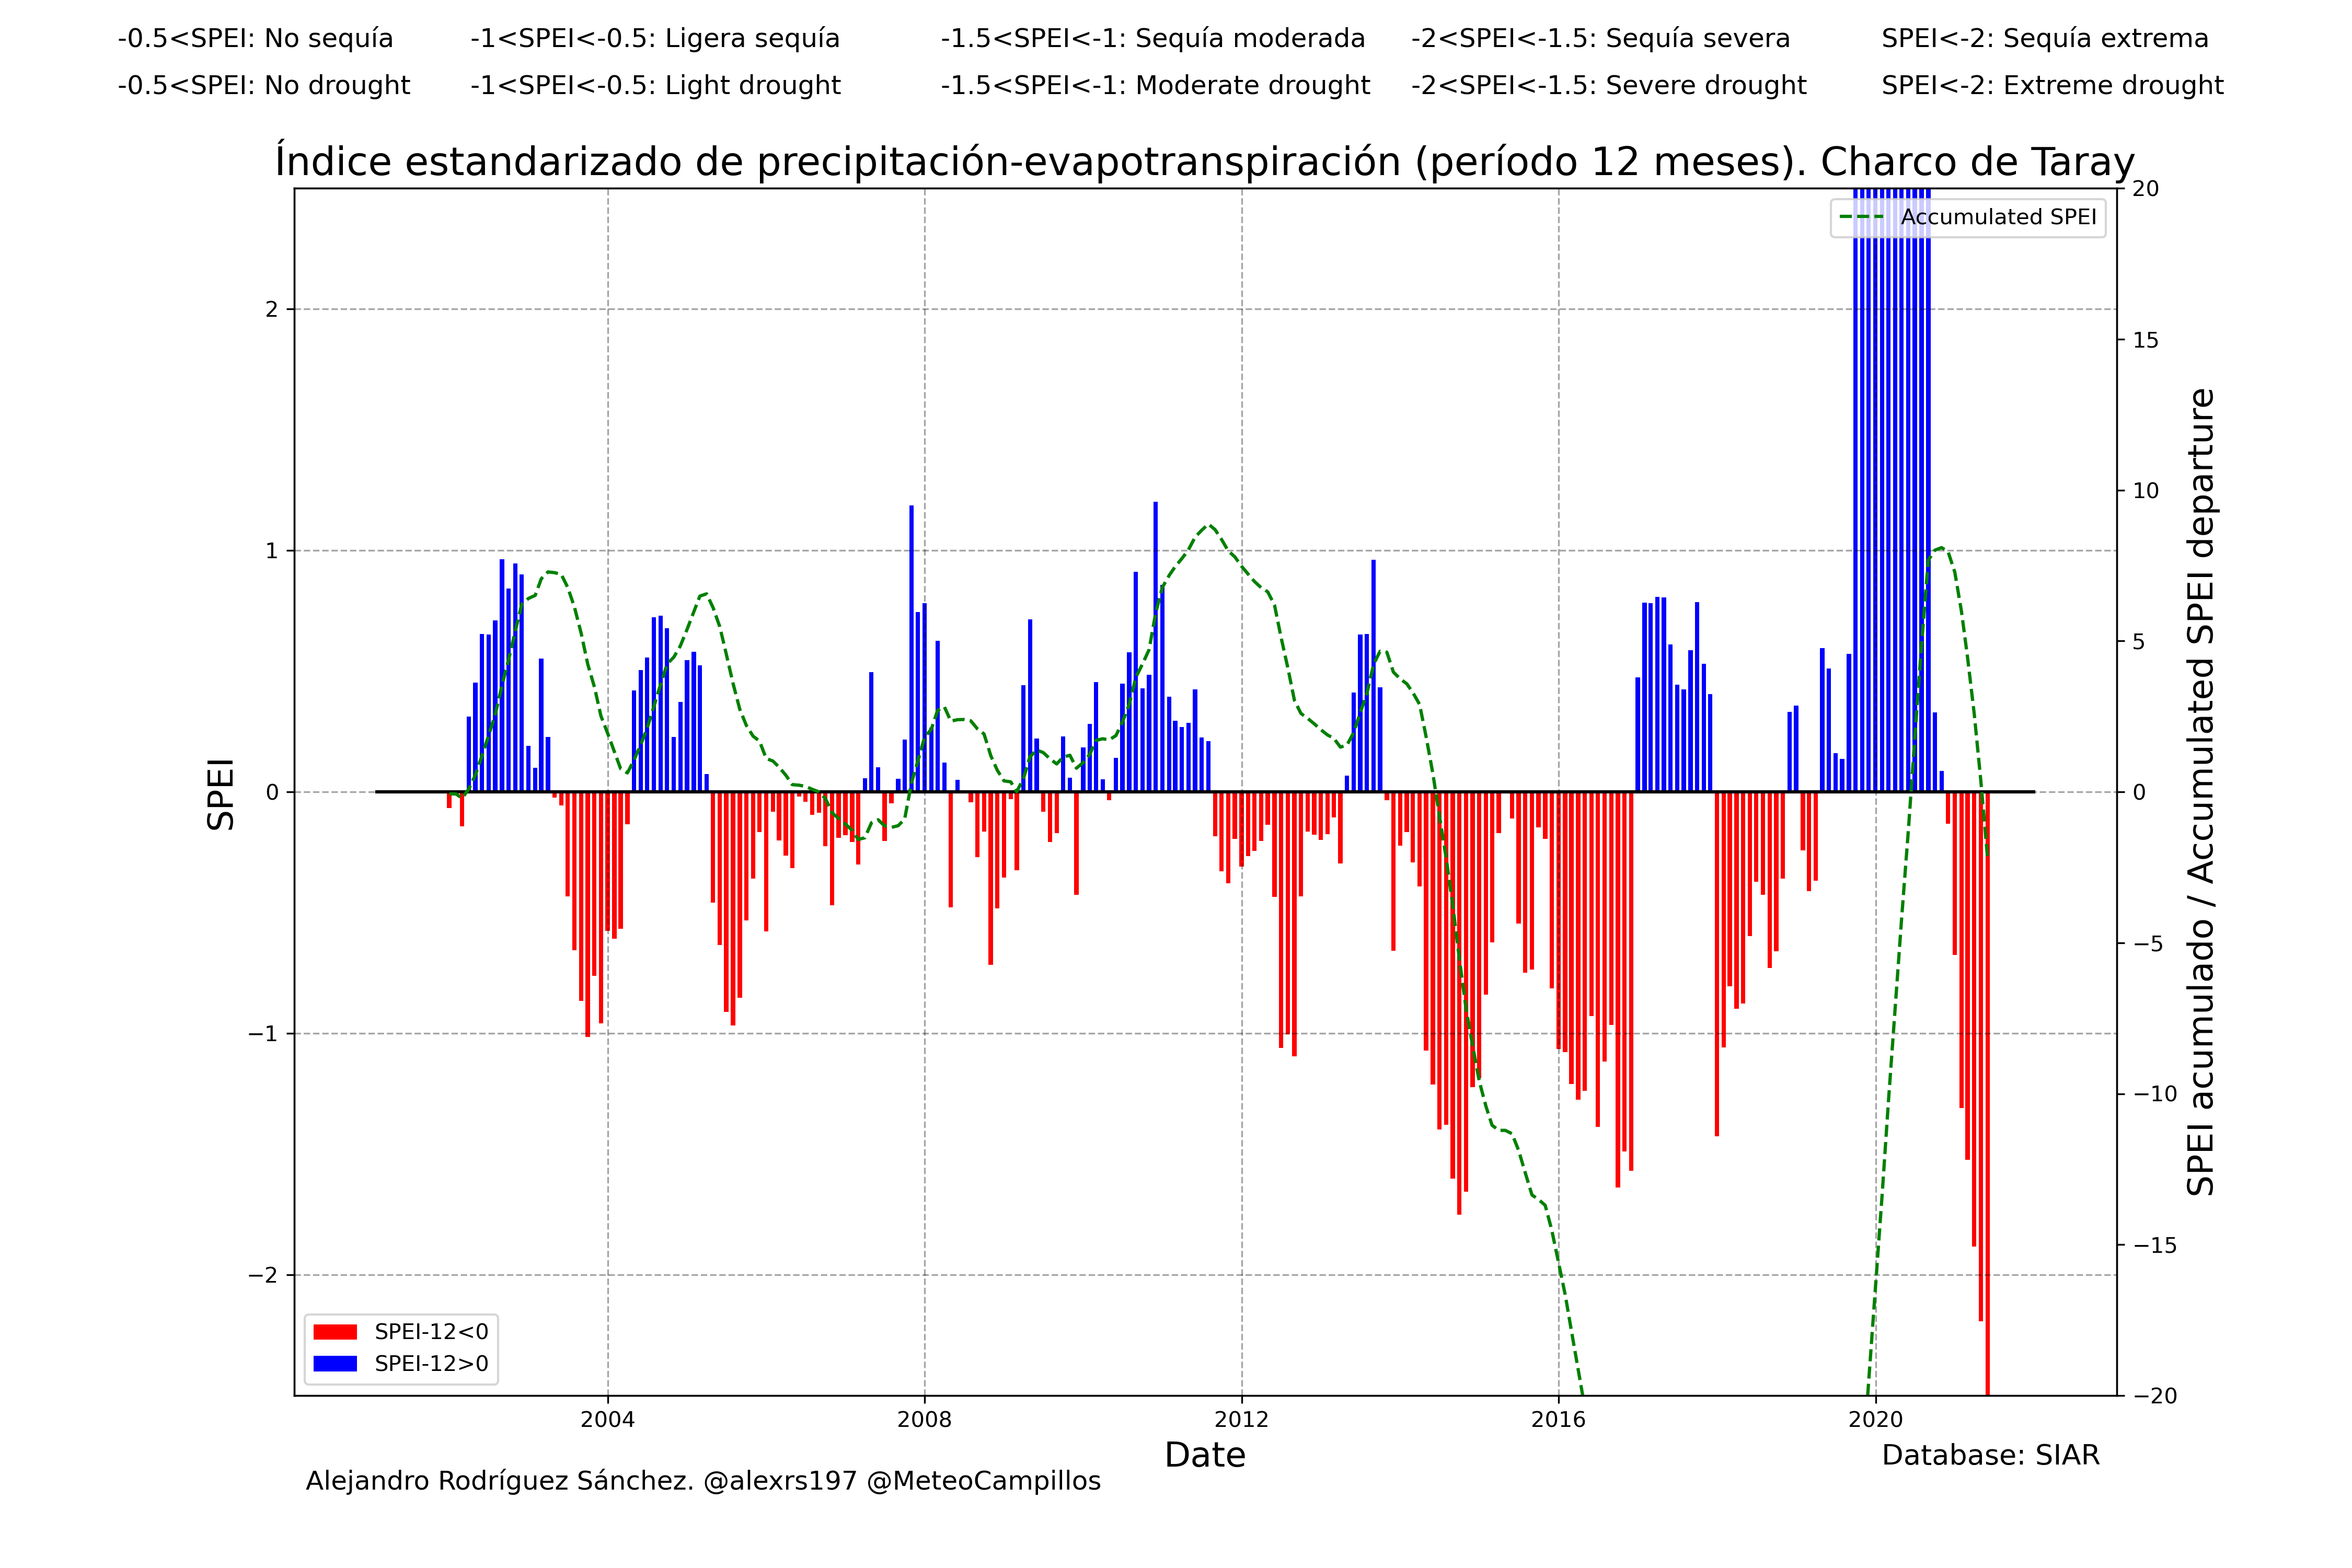 -0.5<SPEI: No sequía
-1<SPEI<-0.5: Ligera sequía
-1.5<SPEI<-1: Sequía moderada
-2<SPEI<-1.5: Sequía severa
SPEI<-2: Sequía extrema
-0.5<SPEI: No drought
-1<SPEI<-0.5: Light drought
-1.5<SPEI<-1: Moderate drought
-2<SPEI<-1.5: Severe drought
SPEI<-2: Extreme drought
Índice estandarizado de precipitación-evapotranspiración (período 12 meses). Charco de Taray
Accumulated SPEI
SPEI
2
1
0
−1
−2
20
15
10
5
0
−5
−10
−15
−20
SPEI acumulado / Accumulated SPEI departure
SPEI-12<0
SPEI-12>0
2004
2008
2012
2016
2020
Date
Database: SIAR
Alejandro Rodríguez Sánchez. @alexrs197 @MeteoCampillos